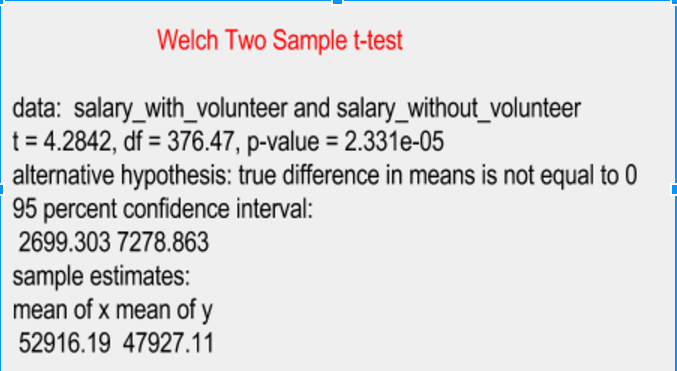 Welch Two Sample t-test
data: salary_with_volunteer and salary_without_volunteer
t = 4.2842, df = 376.47, p-value = 2.331e-05
alternative hypothesis: true difference in means is not equal to 0
95 percent confidence interval:
2699.303 7278.863
sample estimates:
mean of x mean of y
52916.19 47927.11